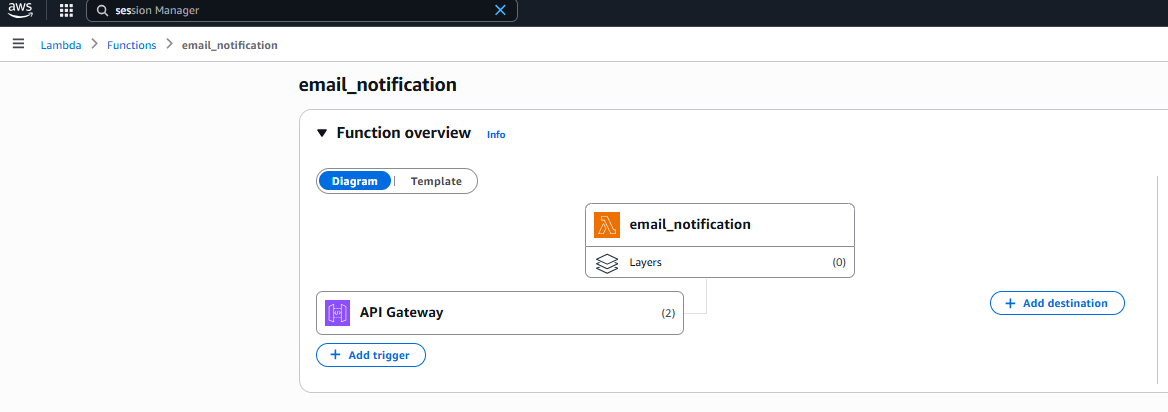 aws
session Manager
Lambda > Functions > email_notification
email_notification
Function overview Info
Diagram | Template
email_notification
Layers (0)
API Gateway (2)
+ Add destination
+ Add trigger